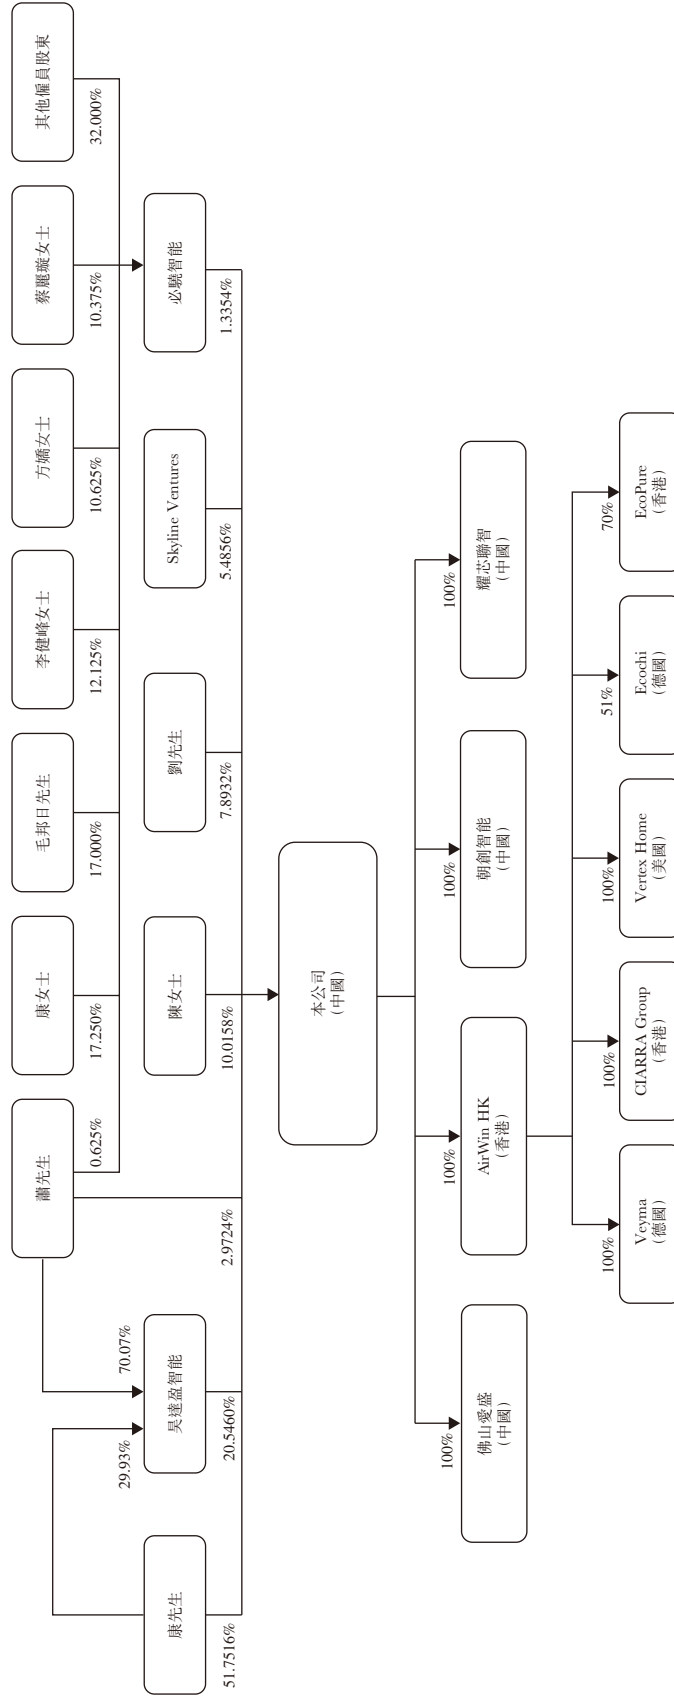 蕭先生
康女士
毛邦日先生
李健峰女士
方嬌女士
蔡麗璇女士
其他僱員股東
0.625%
17.250%
17.000%
12.125%
10.625%
10.375%
32.000%
29.93%
70.07%
康先生
昊達盈智能
陳女士
劉先生
Skyline Ventures
必驍智能
51.7516%
20.5460%
2.9724%
10.0158%
7.8932%
5.4856%
1.3354%
本公司
（中國）
100%
100%
100%
100%
佛山愛盛
（中國）
AirWin HK
（香港）
朝創智能
（中國）
耀芯聯智
（中國）
100%
100%
100%
51%
70%
Veyma
（德國）
CIARRA Group
（香港）
Vertex Home
（美國）
Ecochi
（德國）
EcoPure
（香港）